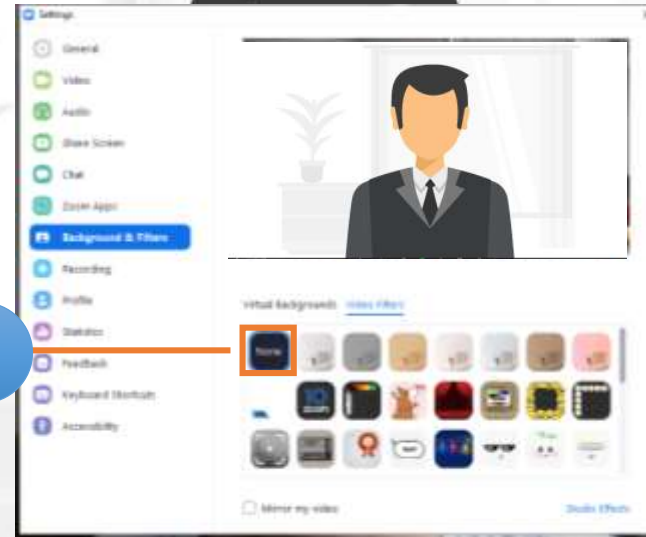 Settings
General
Video
Audio
Share Screen
Chat
Zoom Apps
Background & Filters
Recording
Profile
Statistics
Feedback
Keyboard Shortcuts
Accessibility
Virtual Backgrounds Video Filters
None
Mirror my video
Studio Effects